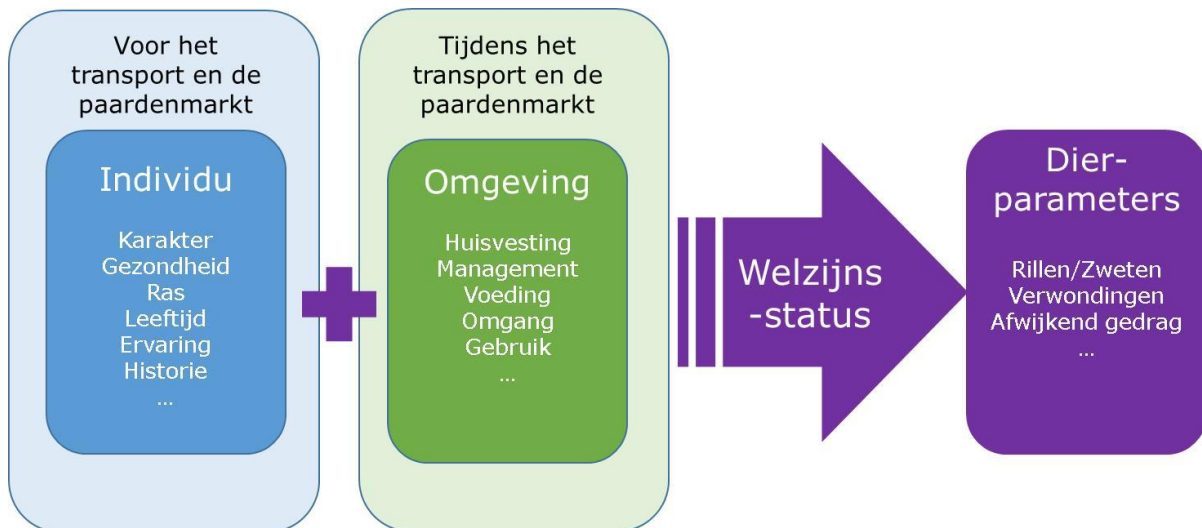 Voor het
transport en de
paardenmarkt
Individu
Karakter
Gezondheid
Ras
Leeftijd
Ervaring
Historie
...
Tijdens het
transport en de
paardenmarkt
Omgeving
Huisvesting
Management
Voeding
Omgang
Gebruik
...
Welzijns
-status
Dier-
parameters
Rillen/Zweten
Verwondingen
Afwijkend gedrag
...